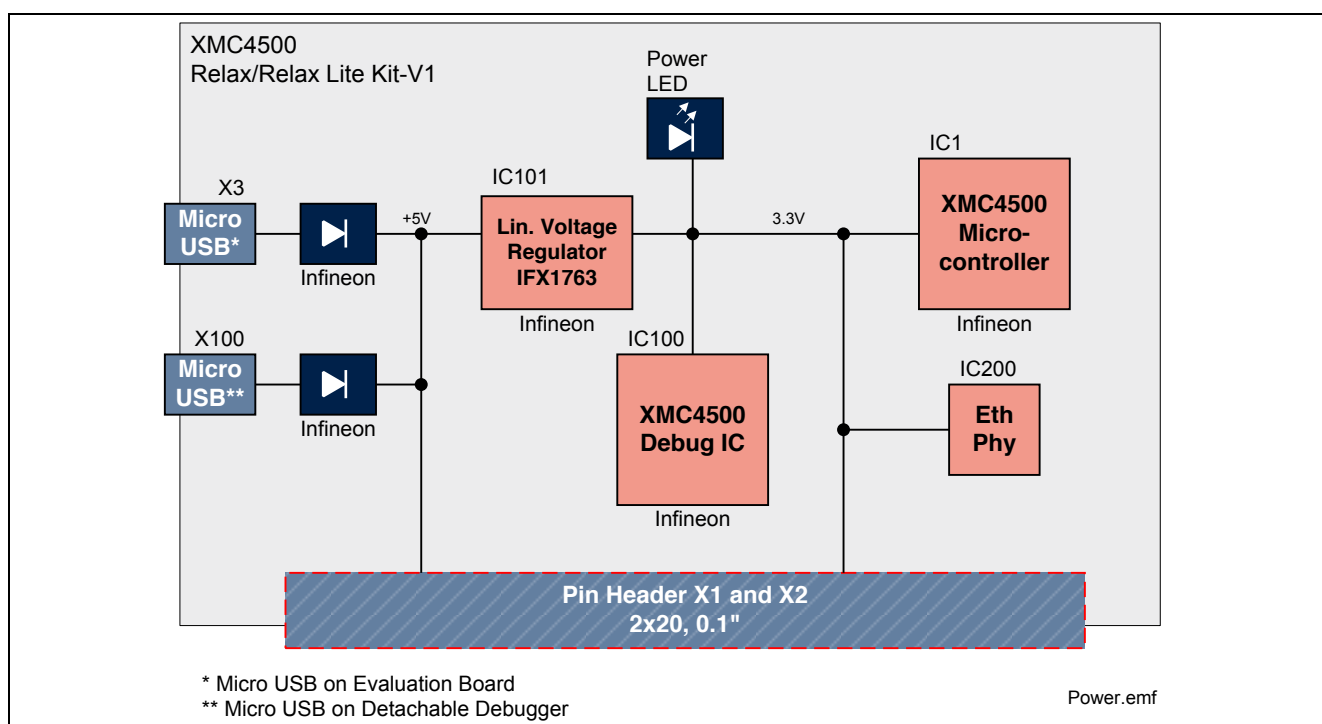 XMC4500
Relax/Relax Lite Kit-V1
Power
LED
IC1
X3
IC101
Micro
USB*
+5V
Lin. Voltage
Regulator
IFX1763
3.3V
XMC4500
Micro-
controller
Infineon
Infineon
Infineon
X100
IC100
IC200
Micro
USB**
XMC4500
Debug IC
Eth
Phy
Infineon
Infineon
Pin Header X1 and X2
2x20, 0.1"
* Micro USB on Evaluation Board
** Micro USB on Detachable Debugger
Power.emf